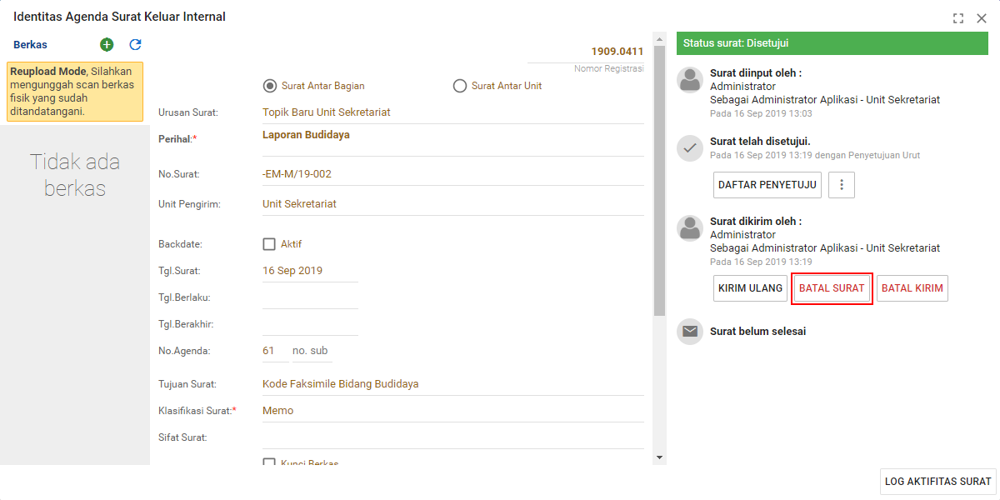 Identitas Agenda Surat Keluar Internal
Berkas
Reupload Mode, Silahkan
mengunggah scan berkas
fisik yang sudah
ditandatangani.
Tidak ada
berkas
1909.0411
Nomor Registrasi
Surat Antar Bagian
Surat Antar Unit
Urusan Surat: Topik Baru Unit Sekretariat
Perihal:* Laporan Budidaya
No.Surat: -EM-M/19-002
Unit Pengirim: Unit Sekretariat
Backdate: Aktif
Tgl.Surat: 16 Sep 2019
Tgl.Berlaku:
Tgl.Berakhir:
No.Agenda: 61 no. sub
Tujuan Surat: Kode Faksimile Bidang Budidaya
Klasifikasi Surat:* Memo
Sifat Surat:
Kunci Berkas
Status surat: Disetujui
Surat diinput oleh :
Administrator
Sebagai Administrator Aplikasi - Unit Sekretariat
Pada 16 Sep 2019 13:03
Surat telah disetujui.
Pada 16 Sep 2019 13:19 dengan Penyetujuan Urut
DAFTAR PENYETUJU
Surat dikirim oleh :
Administrator
Sebagai Administrator Aplikasi - Unit Sekretariat
Pada 16 Sep 2019 13:19
KIRIM ULANG BATAL SURAT BATAL KIRIM
Surat belum selesai
LOG AKTIFITAS SURAT